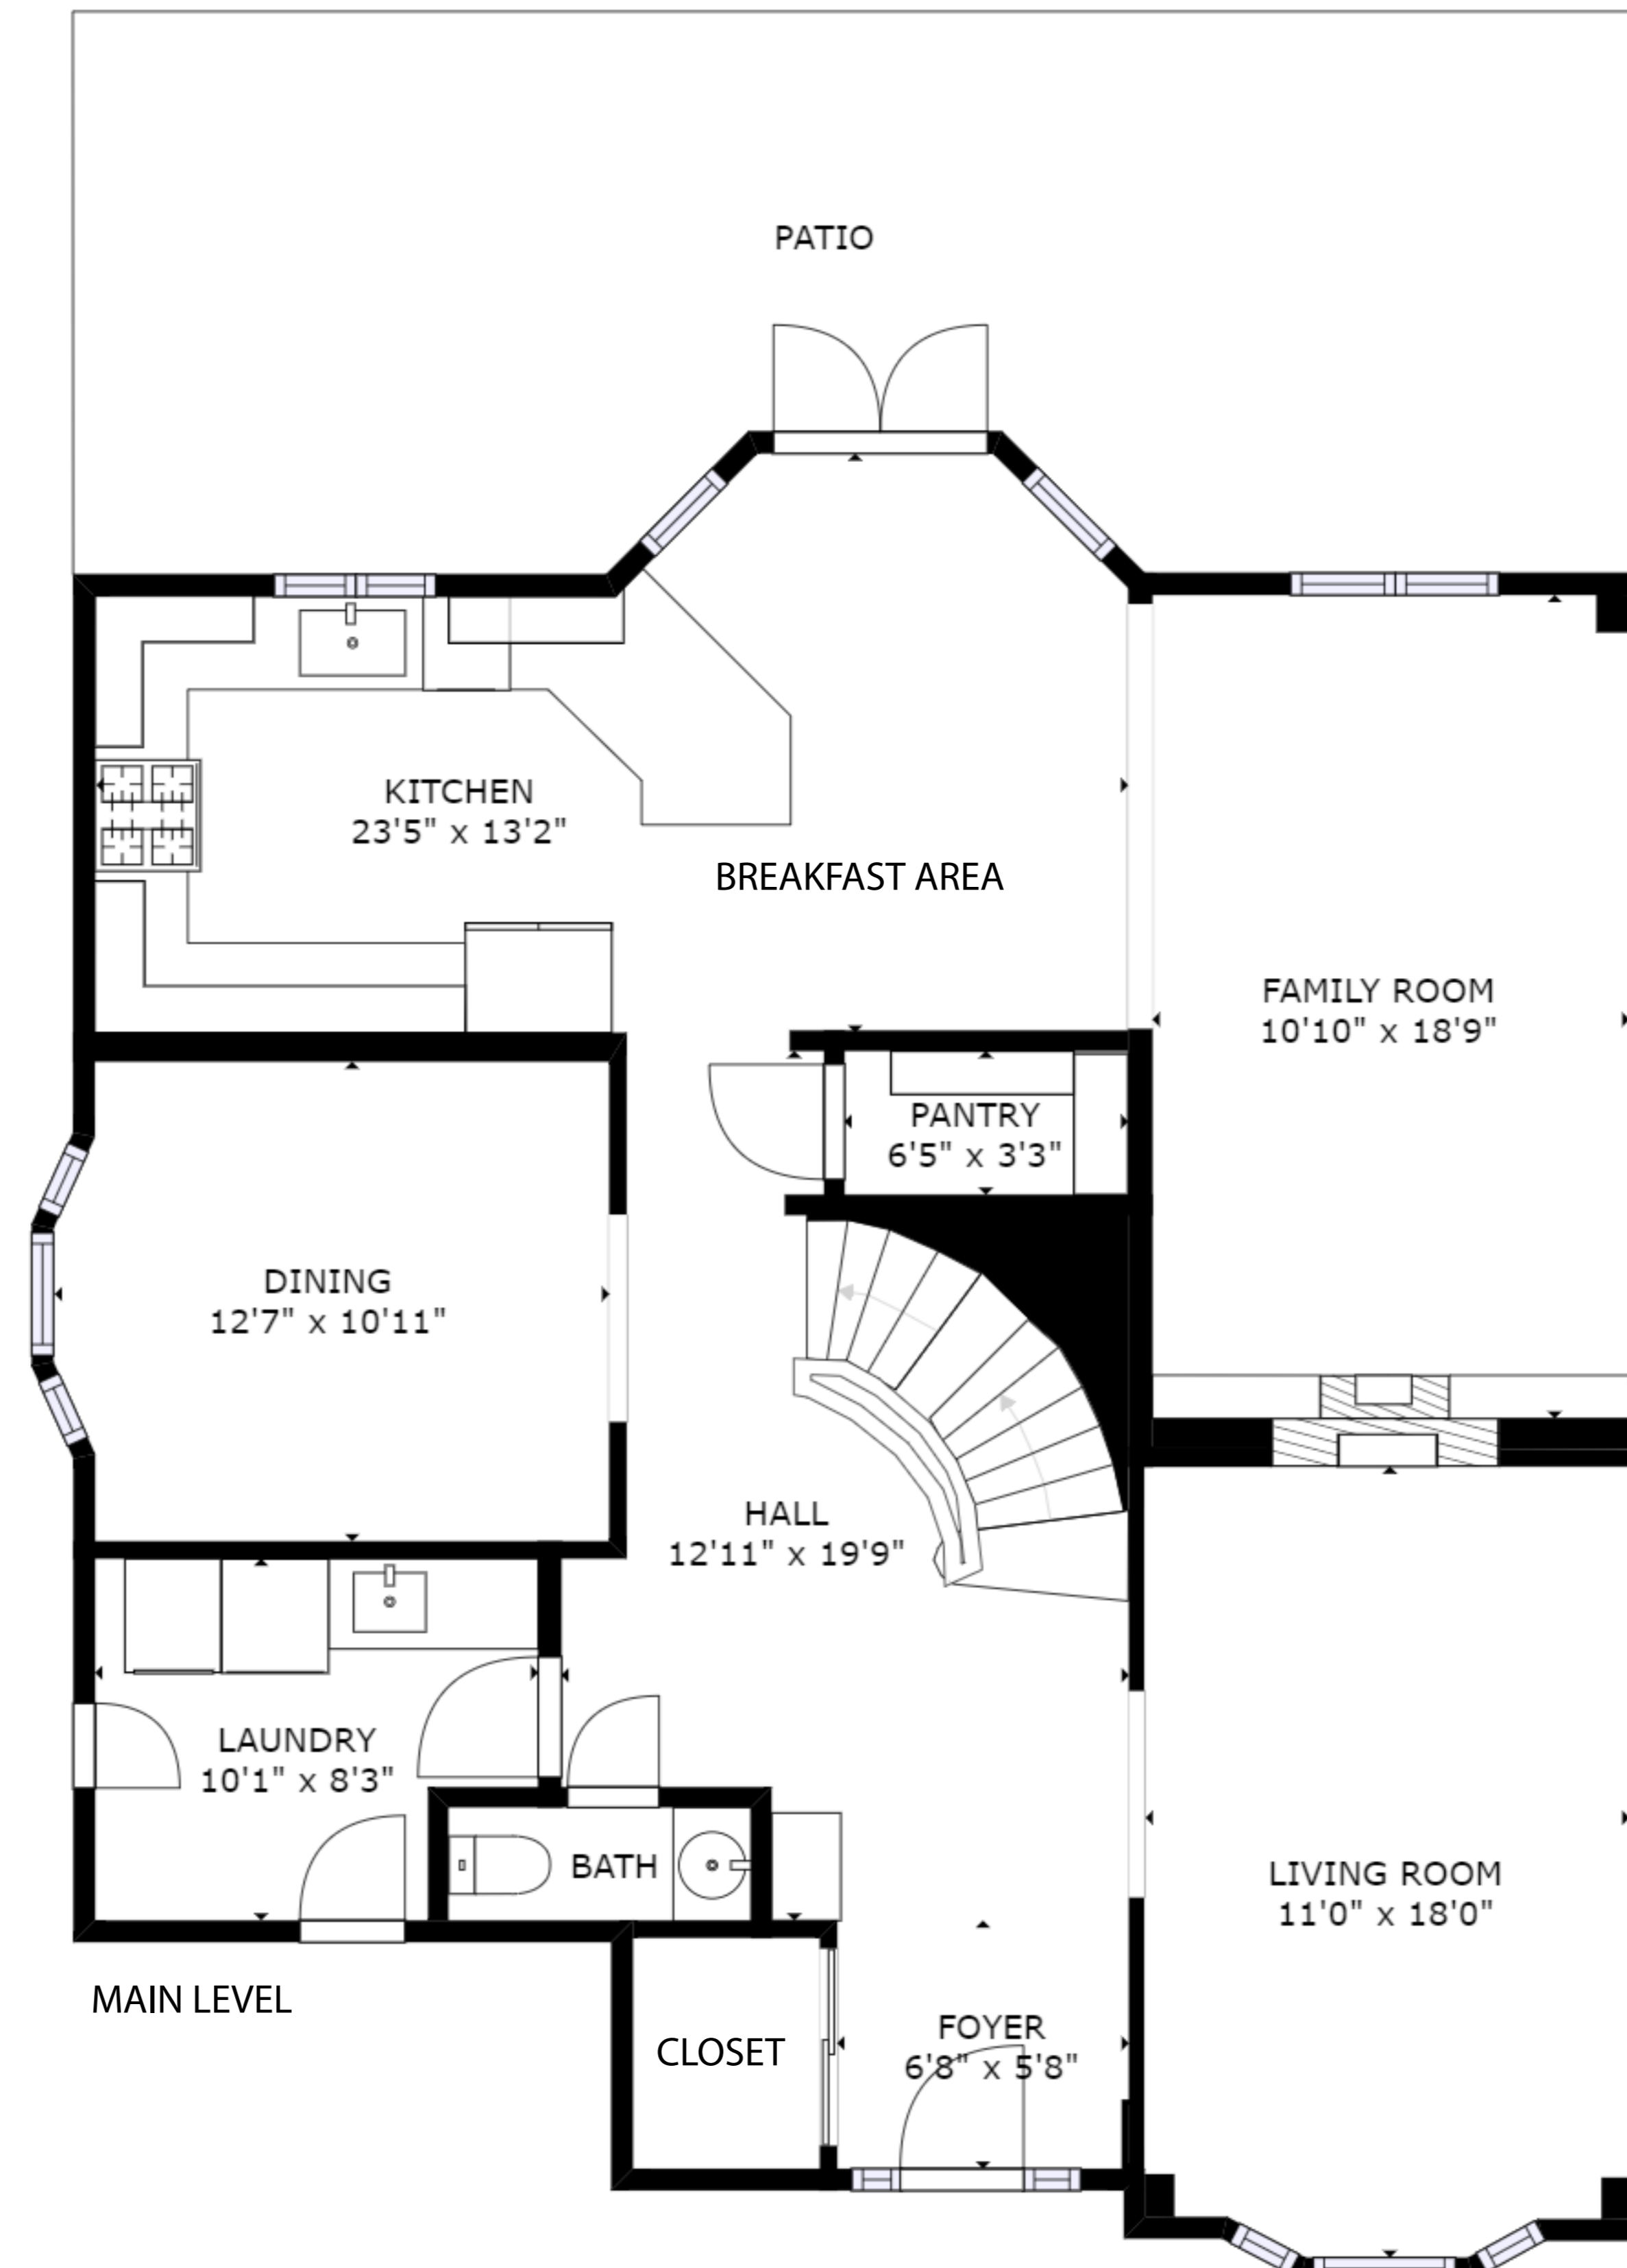 PATIO
KITCHEN
23'5" x 13'2"
BREAKFAST AREA
FAMILY ROOM
10'10" x 18'9"
PANTRY
6'5" x 3'3"
DINING
12'7" x 10'11"
HALL
12'11" x 19'9"
LAUNDRY
10'1" x 8'3"
BATH
LIVING ROOM
11'0" x 18'0"
MAIN LEVEL
CLOSET
FOYER
6'8" x 5'8"